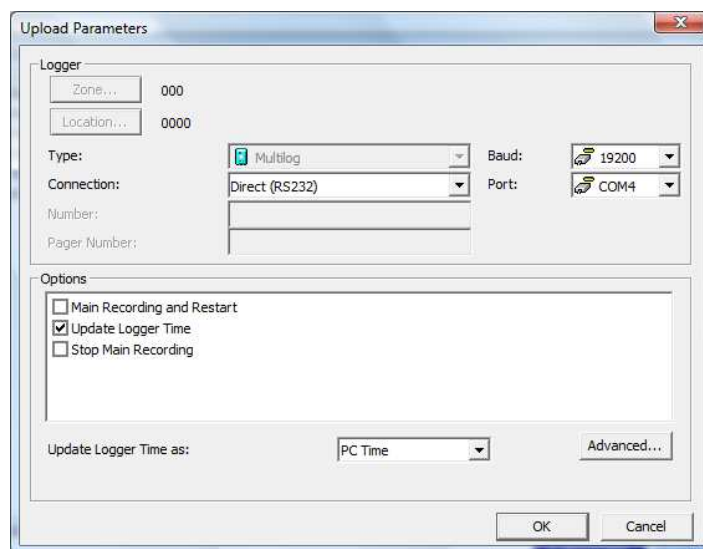 Upload Parameters
Logger
Zone... 000
Location... 0000
Type: Multilog Baud: 19200
Connection: Direct (RS232) Port: COM4
Number:
Pager Number:
Options
Main Recording and Restart
Update Logger Time
Stop Main Recording
Update Logger Time as: PC Time Advanced...
OK Cancel